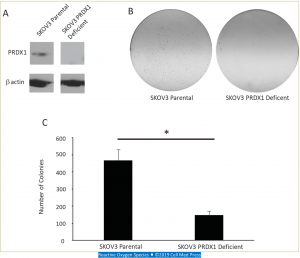 A
SKOV3 Parental
SKOV3 PRDX1
Deficient
PRDX1
β actin
B
SKOV3 Parental
SKOV3 PRDX1 Deficent
C
*
Number of Colonies
600
500
400
300
200
100
0
SKOV3 Parental
SKOV3 PRDX1 Deficient
Reactive Oxygen Species ♦ ©2019 Cell Med Press